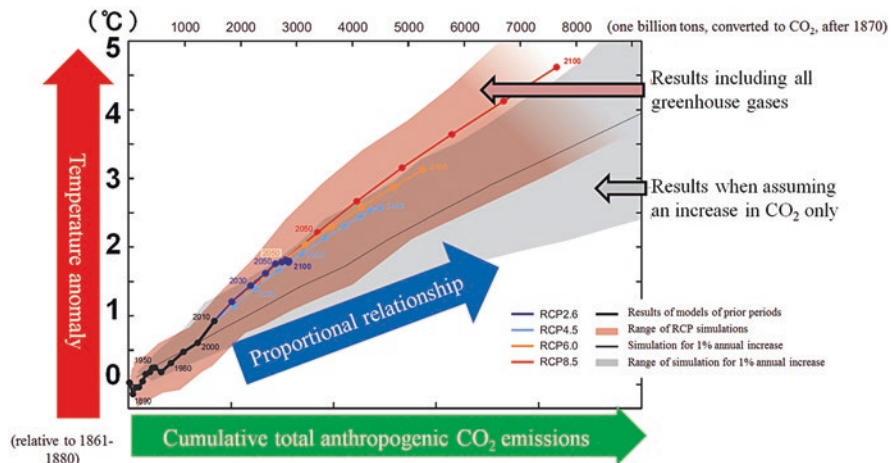 (℃)
1000 2000 3000 4000 5000 6000 7000 8000
(one billion tons, converted to CO₂, after 1870)
5
4
3
2
1
0
Temperature anomaly
2100
Results including all
greenhouse gases
Results when assuming
an increase in CO₂ only
2100
2050
2050
2050
2100
2030
2010
2000
1950
1980
1890
Proportional relationship
RCP2.6
RCP4.5
RCP6.0
RCP8.5
Results of models of prior periods
Range of RCP simulations
Simulation for 1% annual increase
Range of simulation for 1% annual increase
(relative to 1861-
1880)
Cumulative total anthropogenic CO₂ emissions